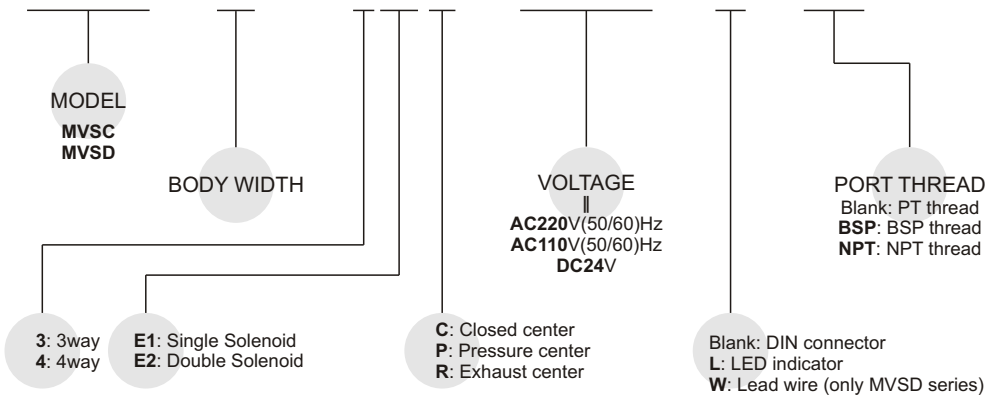 MODEL
MVSC
MVSD
BODY WIDTH
VOLTAGE
AC220V(50/60)Hz
AC110V(50/60)Hz
DC24V
PORT THREAD
Blank: PT thread
BSP: BSP thread
NPT: NPT thread
3: 3way
4: 4way
E1: Single Solenoid
E2: Double Solenoid
C: Closed center
P: Pressure center
R: Exhaust center
Blank: DIN connector
L: LED indicator
W: Lead wire (only MVSD series)